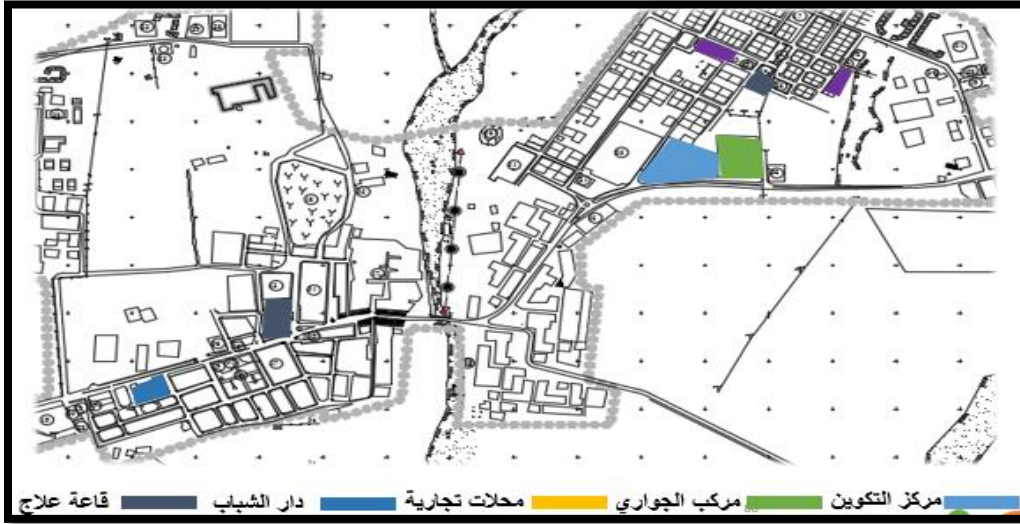 مركز التكوين مركب الجواري محلات تجارية دار الشباب قاعة علاج